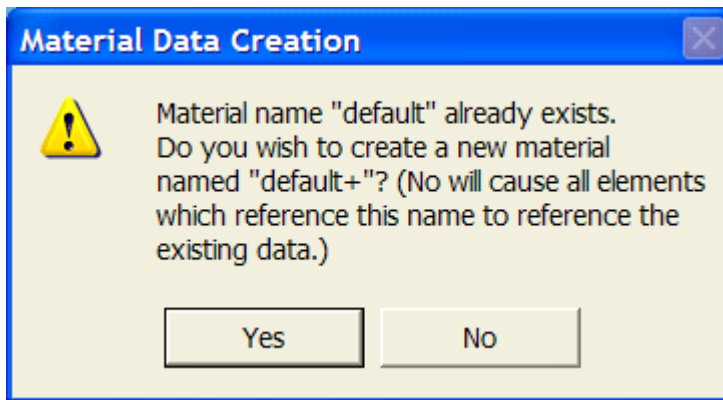 Material Data Creation
Material name "default" already exists.
Do you wish to create a new material
named "default+"? (No will cause all elements
which reference this name to reference the
existing data.)
Yes
No